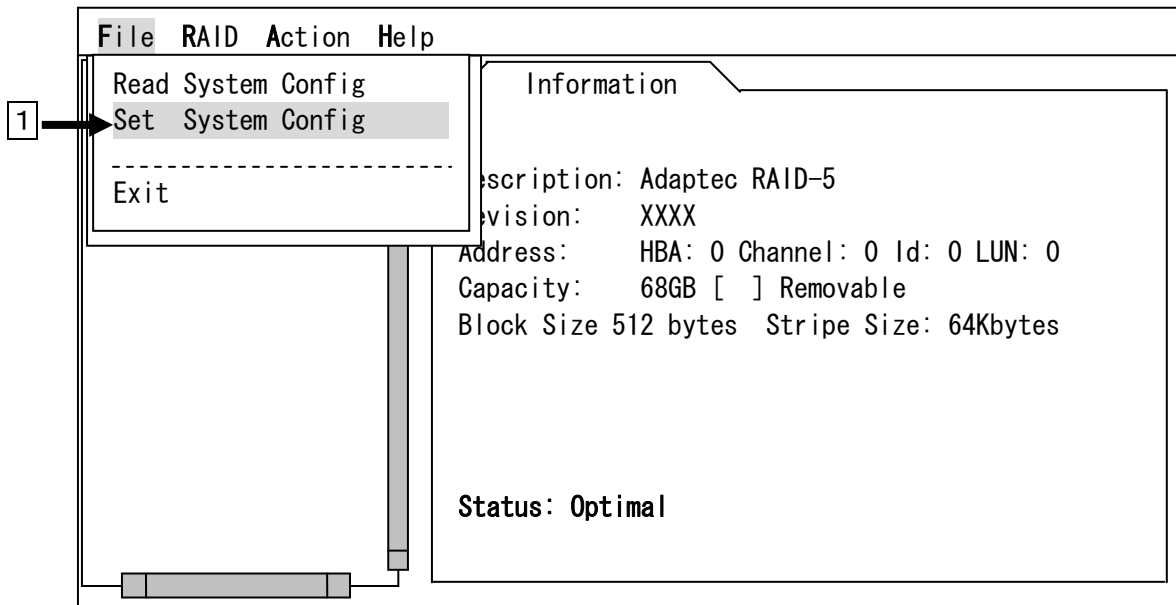 File RAID Action Help
Read System Config
Information
1
Set System Config
Exit
escription: Adaptec RAID-5
evision: XXXX
Address: HBA: 0 Channel: 0 Id: 0 LUN: 0
Capacity: 68GB [ ] Removable
Block Size 512 bytes Stripe Size: 64Kbytes
Status: Optimal